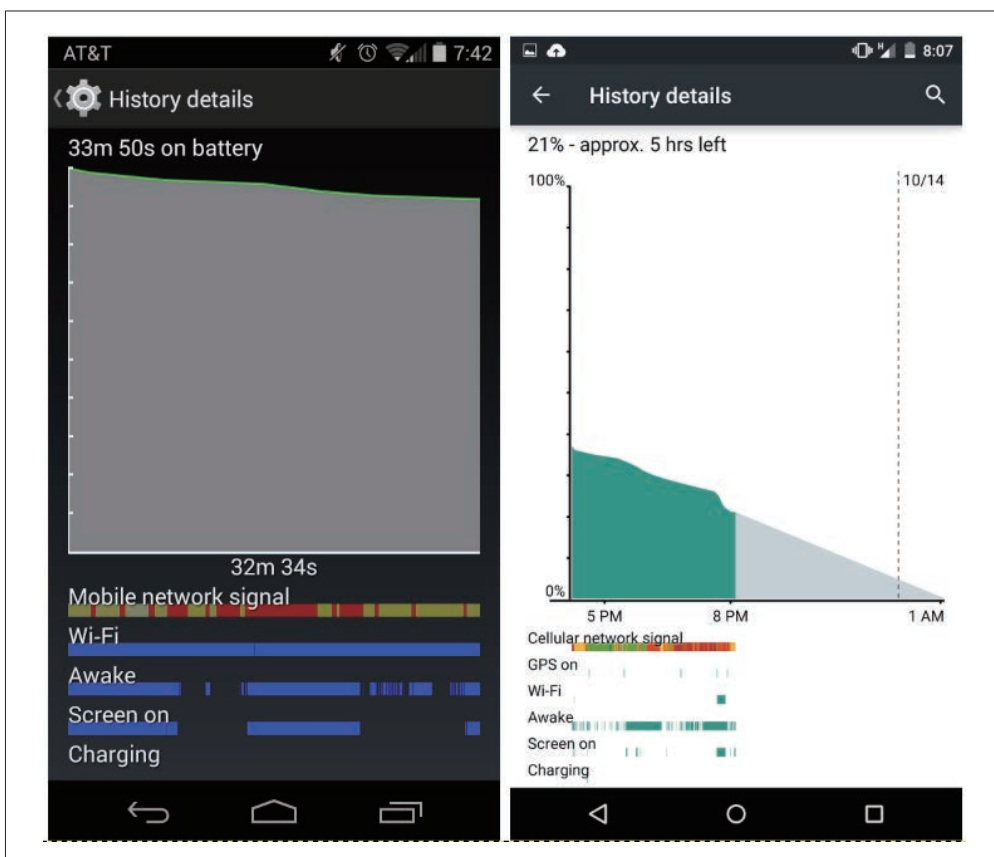 AT&T 7:42
History details
33m 50s on battery
32m 34s
Mobile network signal
Wi-Fi
Awake
Screen on
Charging
H 8:07
History details
21% - approx. 5 hrs left
100% 10/14
0%
5 PM 8 PM 1 AM
Cellular network signal
GPS on
Wi-Fi
Awake
Screen on
Charging